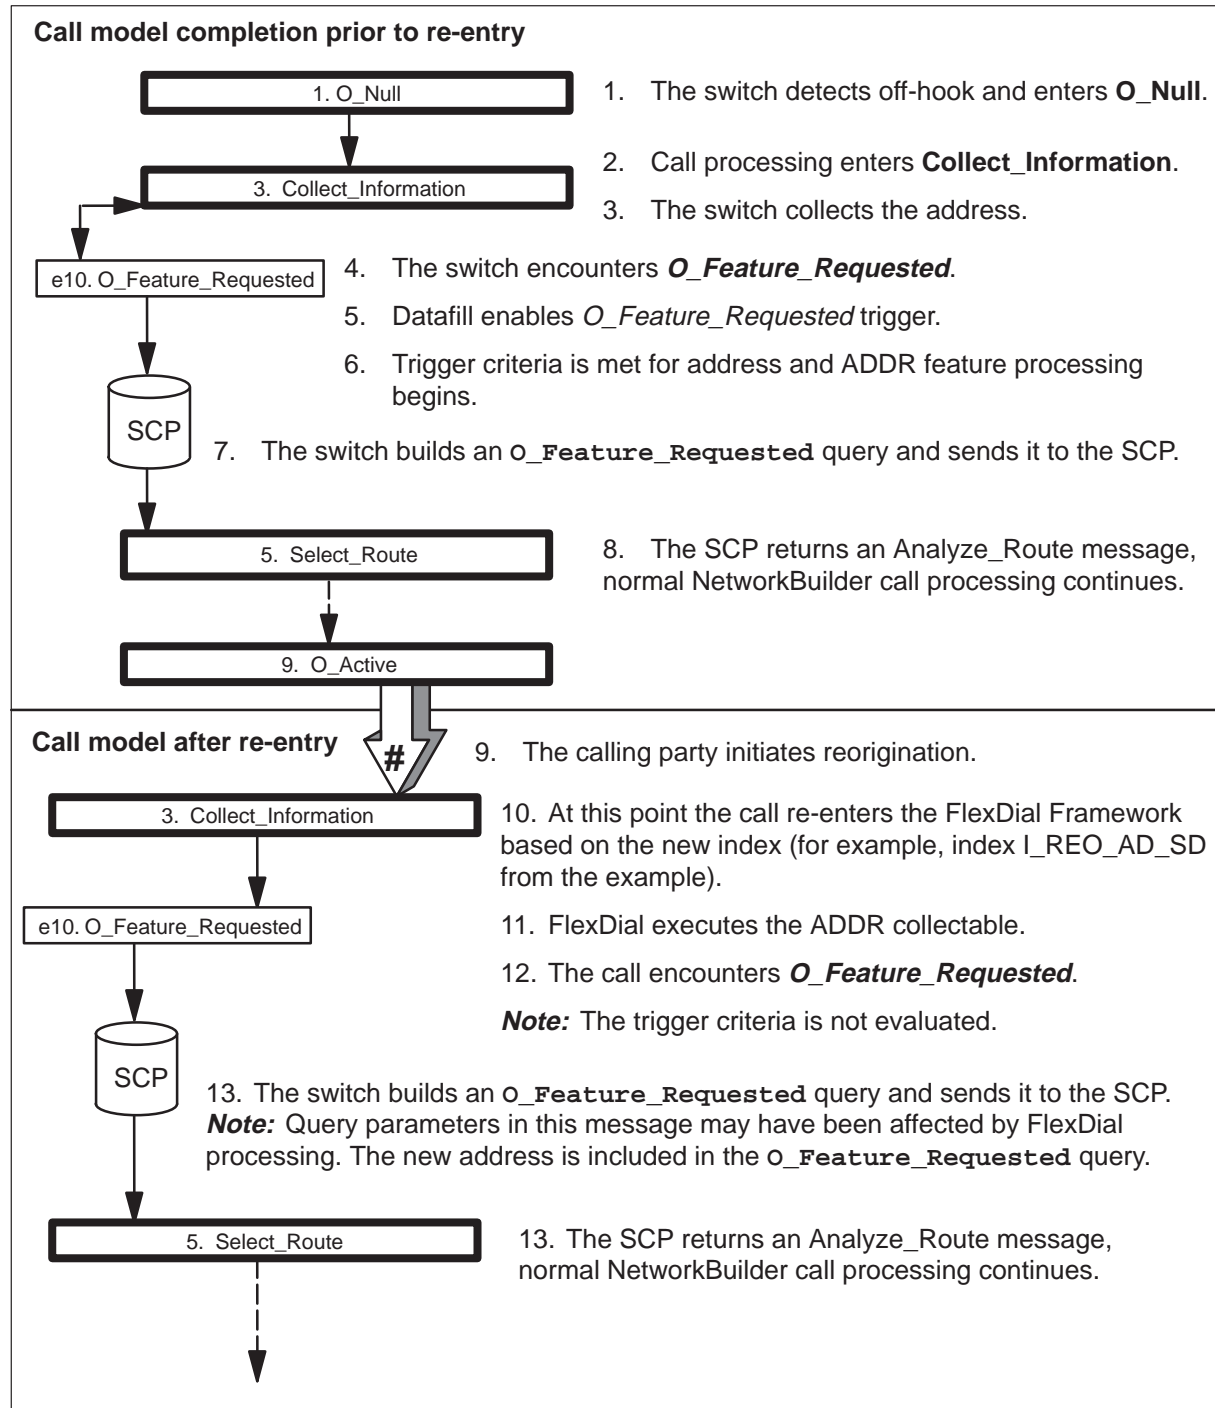 Call model completion prior to re-entry
1. O_Null
1. The switch detects off-hook and enters O_Null.
2. Call processing enters Collect_Information.
3. Collect_Information
3. The switch collects the address.
e10. O_Feature_Requested
4. The switch encounters O_Feature_Requested.
5. Datafill enables O_Feature_Requested trigger.
6. Trigger criteria is met for address and ADDR feature processing
begins.
SCP
7. The switch builds an O_Feature_Requested query and sends it to the SCP.
5. Select_Route
8. The SCP returns an Analyze_Route message,
normal NetworkBuilder call processing continues.
9. O_Active
Call model after re-entry
#
9. The calling party initiates reorigination.
3. Collect_Information
10. At this point the call re-enters the FlexDial Framework
based on the new index (for example, index I_REO_AD_SD
from the example).
e10. O_Feature_Requested
11. FlexDial executes the ADDR collectable.
12. The call encounters O_Feature_Requested.
Note: The trigger criteria is not evaluated.
SCP
13. The switch builds an O_Feature_Requested query and sends it to the SCP.
Note: Query parameters in this message may have been affected by FlexDial
processing. The new address is included in the O_Feature_Requested query.
5. Select_Route
13. The SCP returns an Analyze_Route message,
normal NetworkBuilder call processing continues.